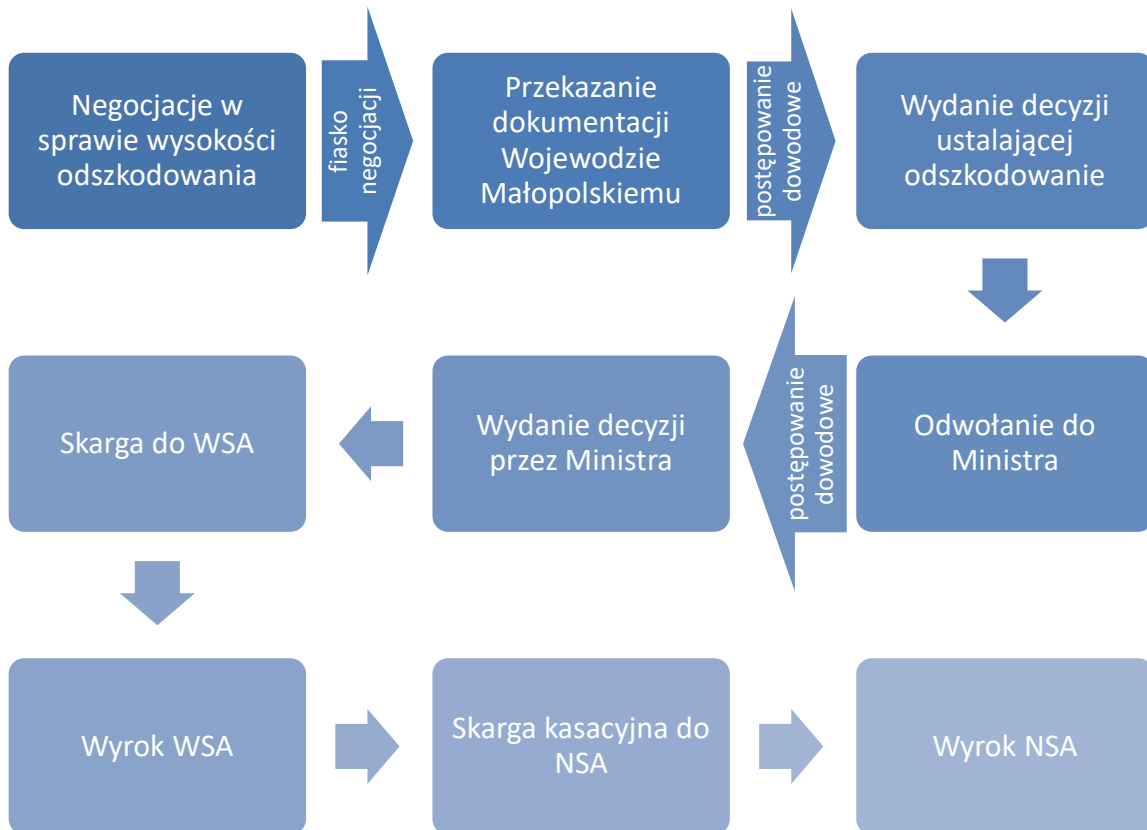 Negocjacje w
sprawie wysokości
odszkodowania
fiasko
negocjacji
Przekazanie
dokumentacji
Wojewodzie
Małopolskiemu
postępowanie
dowodowe
Wydanie decyzji
ustalającej
odszkodowanie
Odwołanie do
Ministra
postępowanie
dowodowe
Wydanie decyzji
przez Ministra
Skarga do WSA
Wyrok WSA
Skarga kasacyjna do
NSA
Wyrok NSA